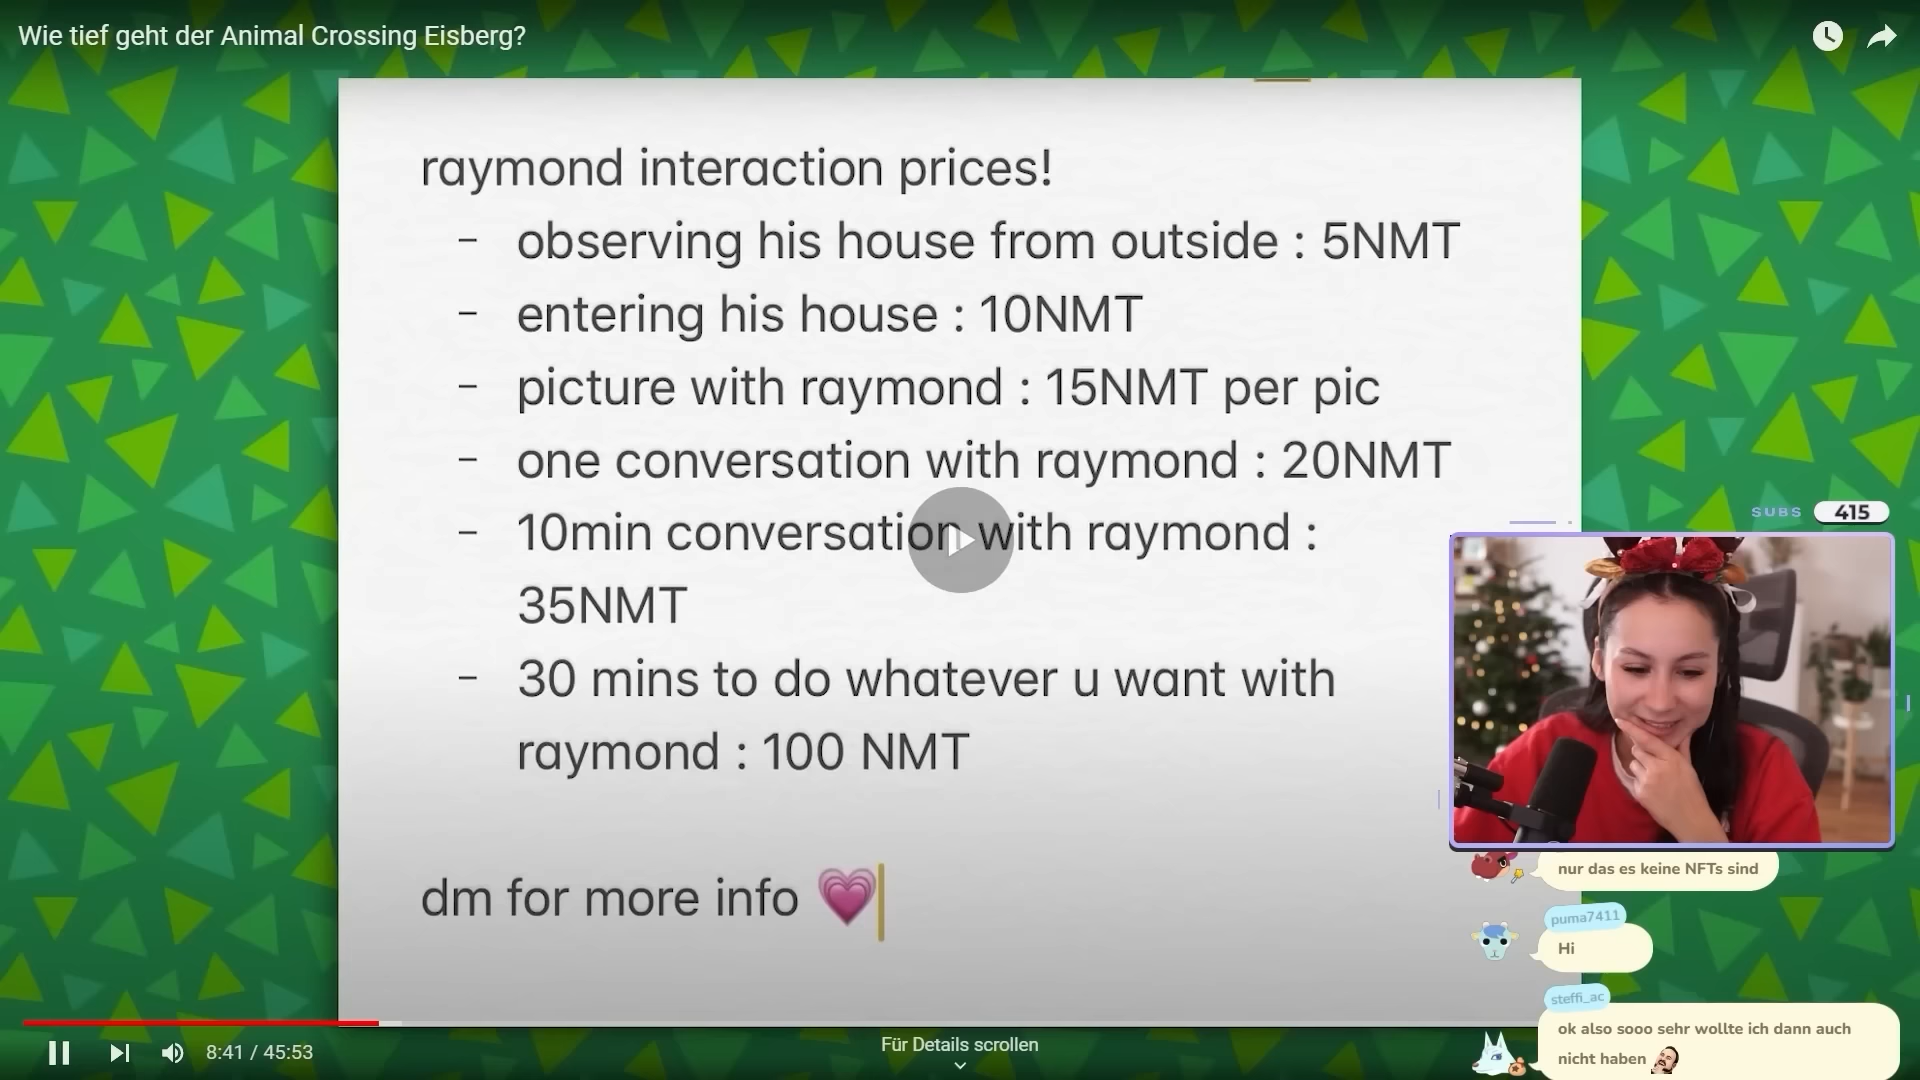 Wie tief geht der Animal Crossing Eisberg?
raymond interaction prices!
- observing his house from outside : 5NMT
- entering his house : 10NMT
- picture with raymond : 15NMT per pic
- one conversation with raymond : 20NMT
- 10min conversation with raymond :
35NMT
- 30 mins to do whatever u want with
raymond : 100 NMT
dm for more info 💗
SUBS 415
nur das es keine NFTs sind
puma7411
Hi
steffi_ac
ok also sooo sehr wollte ich dann auch
nicht haben
8:41 / 45:53
Für Details scrollen